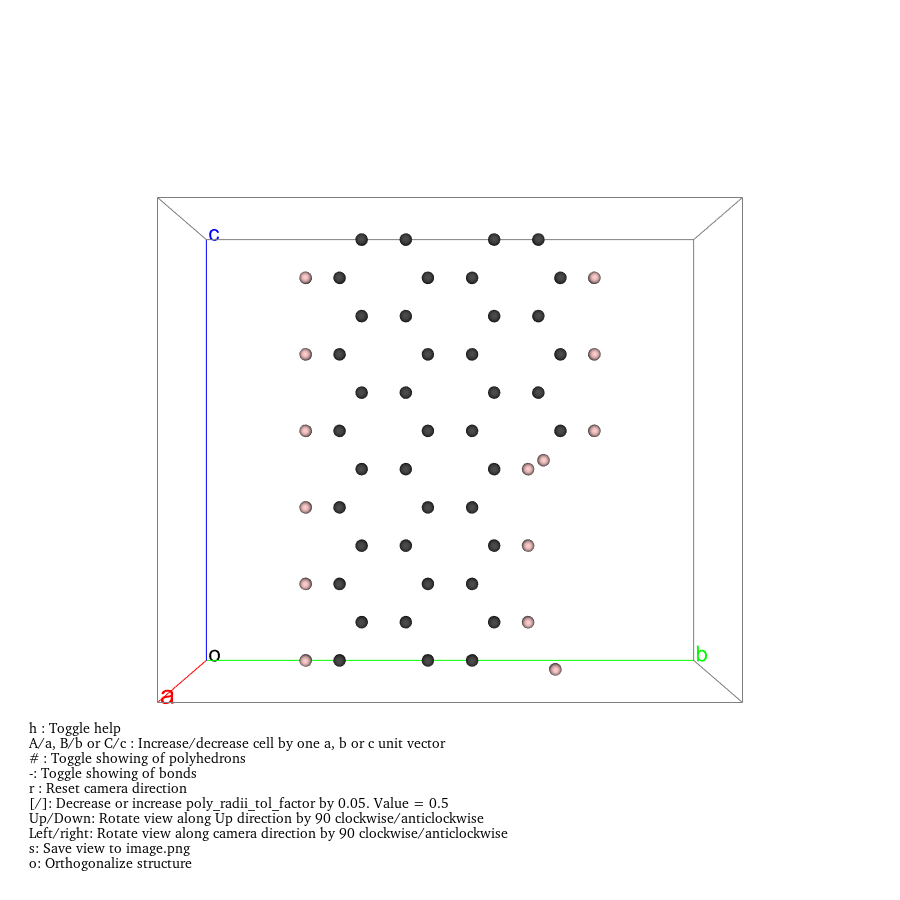 c
o
b
a
h : Toggle help
A/a, B/b or C/c : Increase/decrease cell by one a, b or c unit vector
# : Toggle showing of polyhedrons
-: Toggle showing of bonds
r : Reset camera direction
[/]: Decrease or increase poly_radii_tol_factor by 0.05. Value = 0.5
Up/Down: Rotate view along Up direction by 90 clockwise/anticlockwise
Left/right: Rotate view along camera direction by 90 clockwise/anticlockwise
s: Save view to image.png
o: Orthogonalize structure